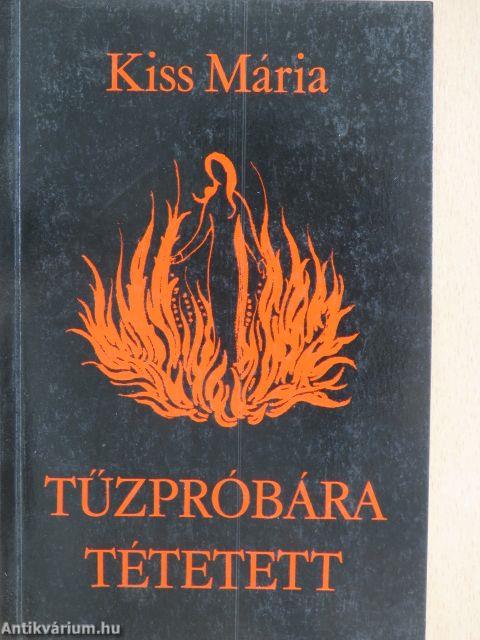 Kiss Mária
TŰZPRÓBÁRA
TÉTETETT
Antikvárium.hu